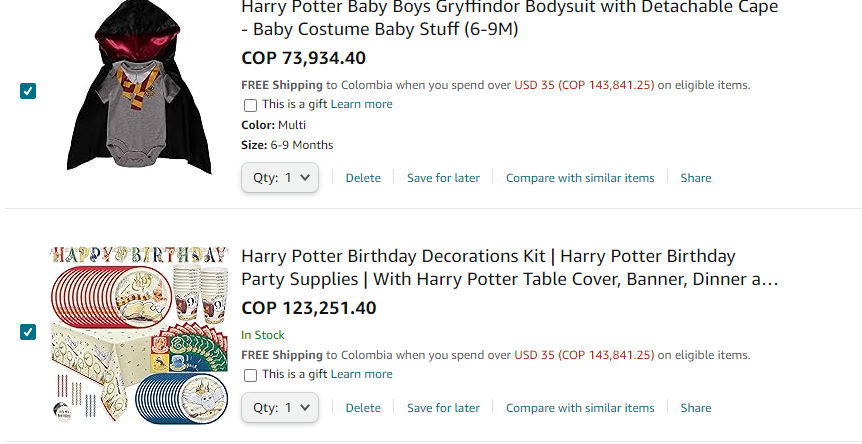 Harry Potter Baby Boys Gryffindor Bodysuit with Detachable Cape
- Baby Costume Baby Stuff (6-9M)
COP 73,934.40
FREE Shipping to Colombia when you spend over USD 35 (COP 143,841.25) on eligible items.
This is a gift Learn more
Color: Multi
Size: 6-9 Months
Qty: 1 Delete Save for later Compare with similar items Share
HAPPY BIRTHDAY
Harry Potter Birthday Decorations Kit | Harry Potter Birthday
Party Supplies | With Harry Potter Table Cover, Banner, Dinner a...
COP 123,251.40
In Stock
FREE Shipping to Colombia when you spend over USD 35 (COP 143,841.25) on eligible items.
This is a gift Learn more
Qty: 1 Delete Save for later Compare with similar items Share